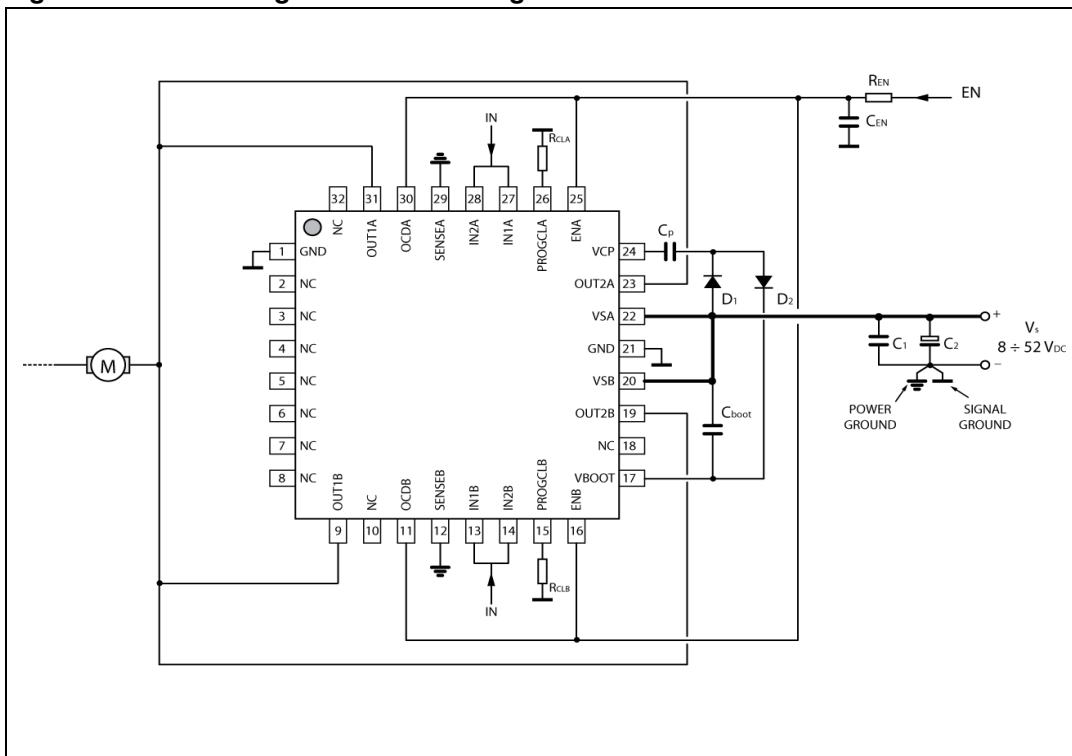 REN
EN
CEN
IN
RCLA
32
31
30
29
28
27
26
25
NC
OUT1A
OCDA
SENSEA
IN2A
IN1A
PROGCLA
ENA
1 GND
2 NC
3 NC
4 NC
5 NC
6 NC
7 NC
8 NC
VCP 24
OUT2A 23
VSA 22
GND 21
VSB 20
OUT2B 19
NC 18
VBOOT 17
Cp
D1
D2
Cboot
M
C1
C2
+
Vs
8 ÷ 52 VDC
−
POWER
GROUND
SIGNAL
GROUND
OUT1B
NC
OCDB
SENSEB
IN1B
IN2B
PROGCLB
ENB
9
10
11
12
13
14
15
16
IN
RCLB